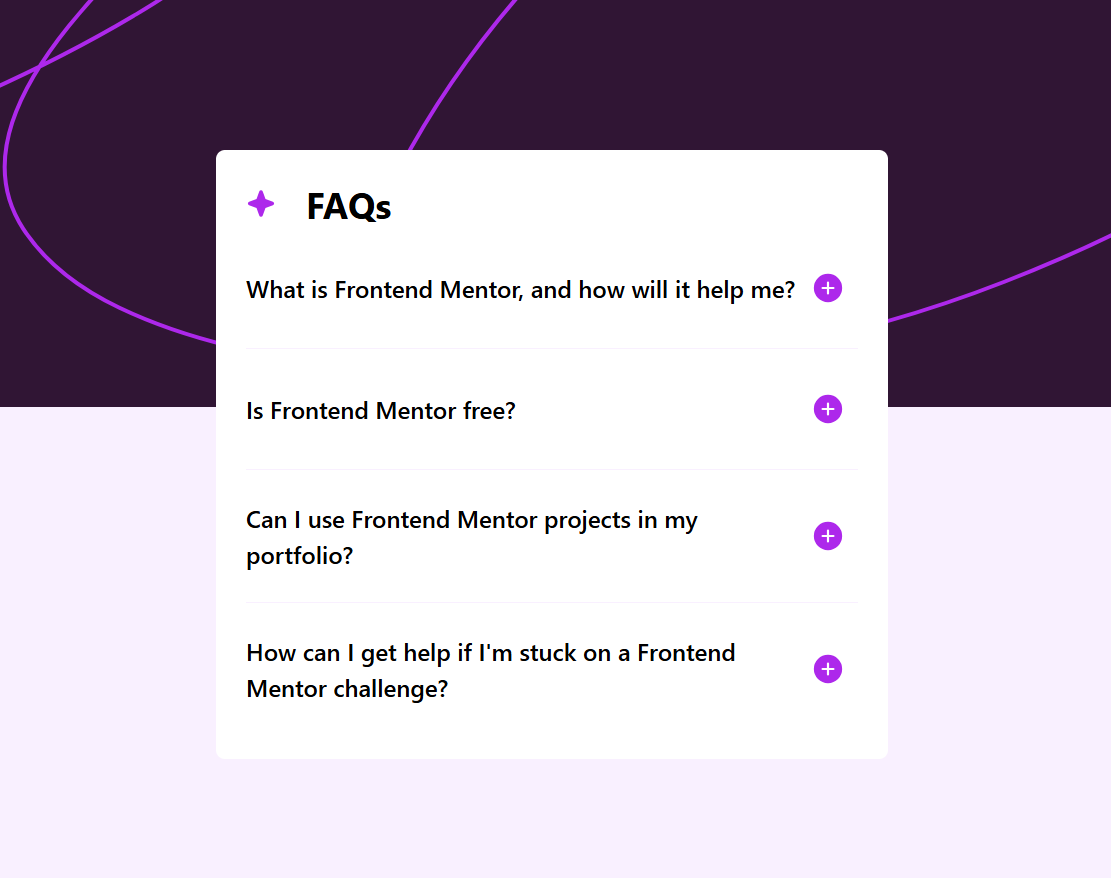 FAQs
What is Frontend Mentor, and how will it help me?
Is Frontend Mentor free?
Can I use Frontend Mentor projects in my
portfolio?
How can I get help if I'm stuck on a Frontend
Mentor challenge?